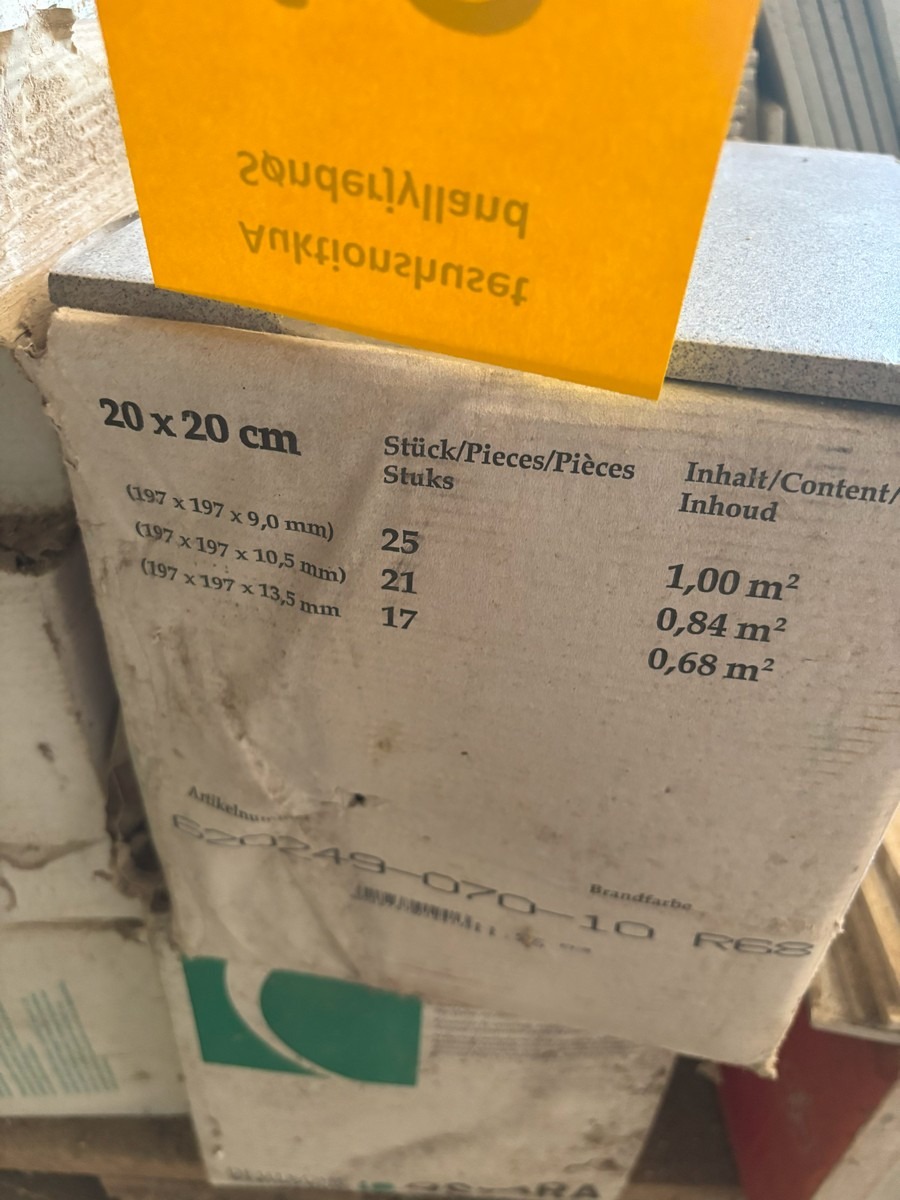 Auktionshuset
Sønderjylland
20 x 20 cm
Stück/Pieces/Pièces
Stuks
Inhalt/Content/
Inhoud
(197 x 197 x 9,0 mm) 25 1,00 m²
(197 x 197 x 10,5 mm) 21 0,84 m²
(197 x 197 x 13,5 mm 17 0,68 m²
Brandfarbe
620249-070-10 R68